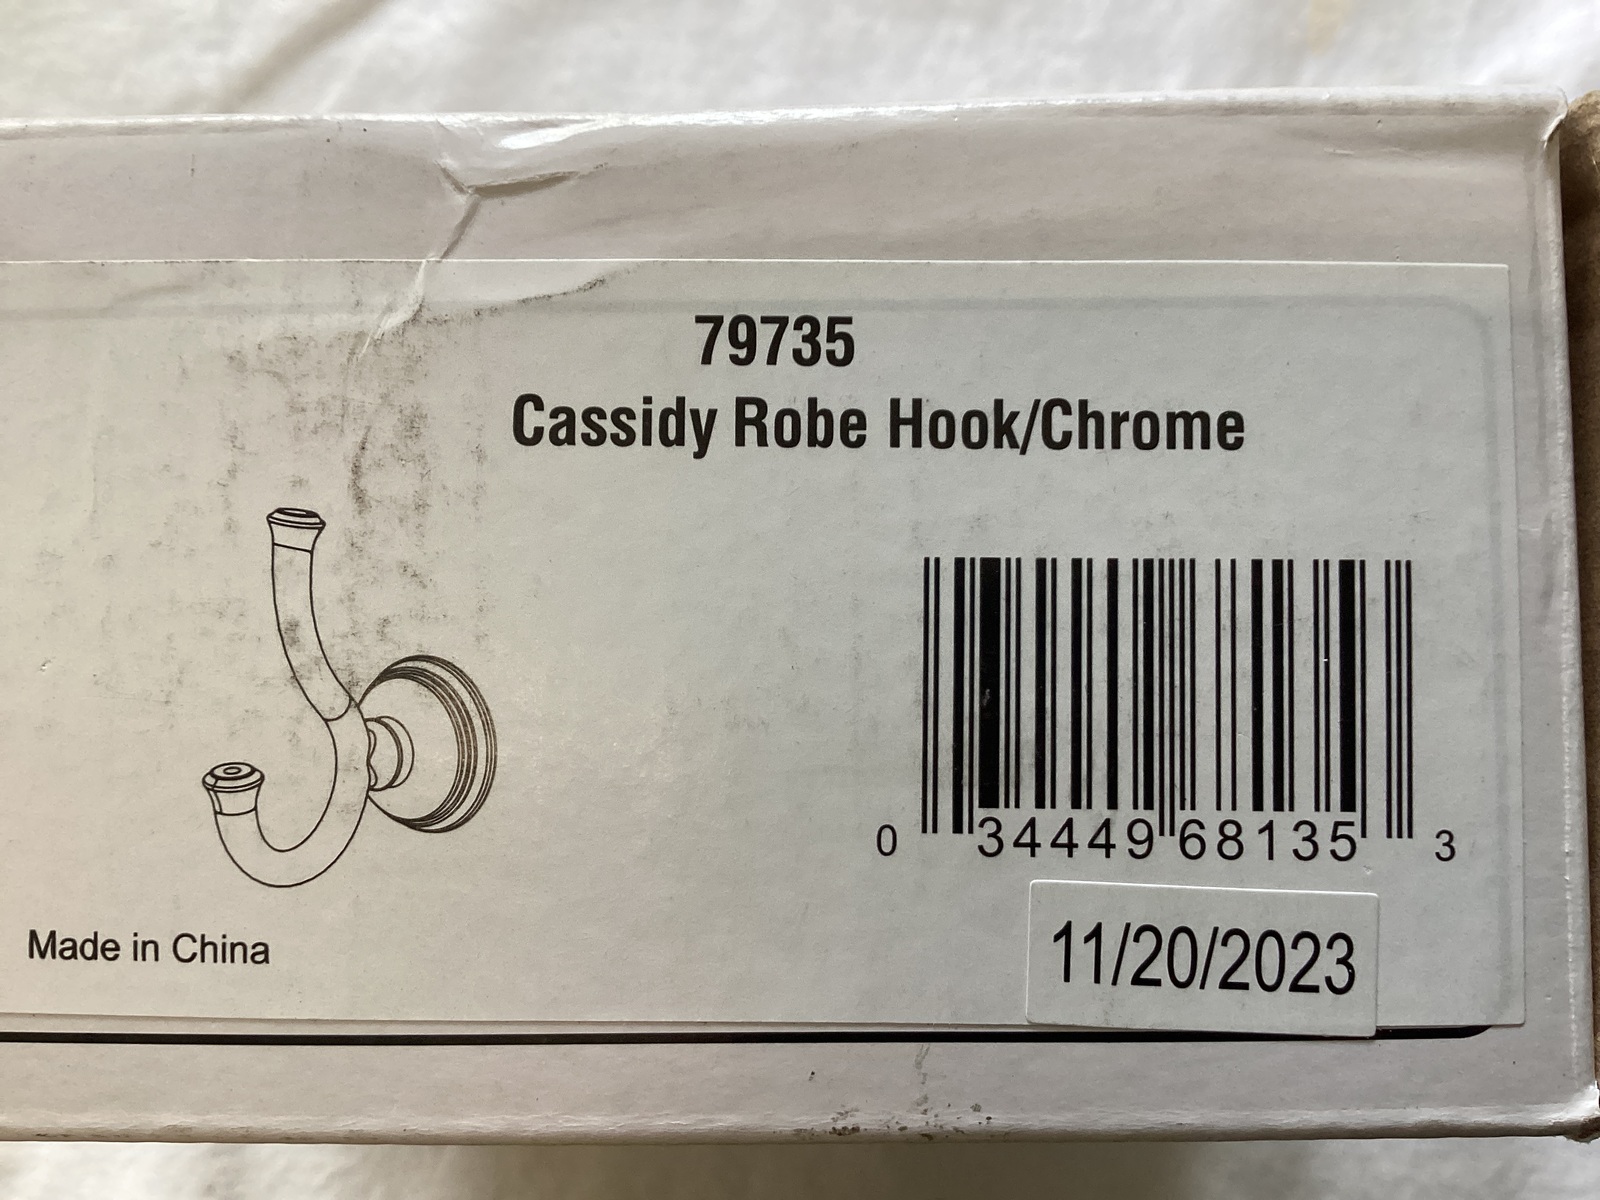 79735
Cassidy Robe Hook/Chrome
0 34449 68135 3
Made in China
11/20/2023